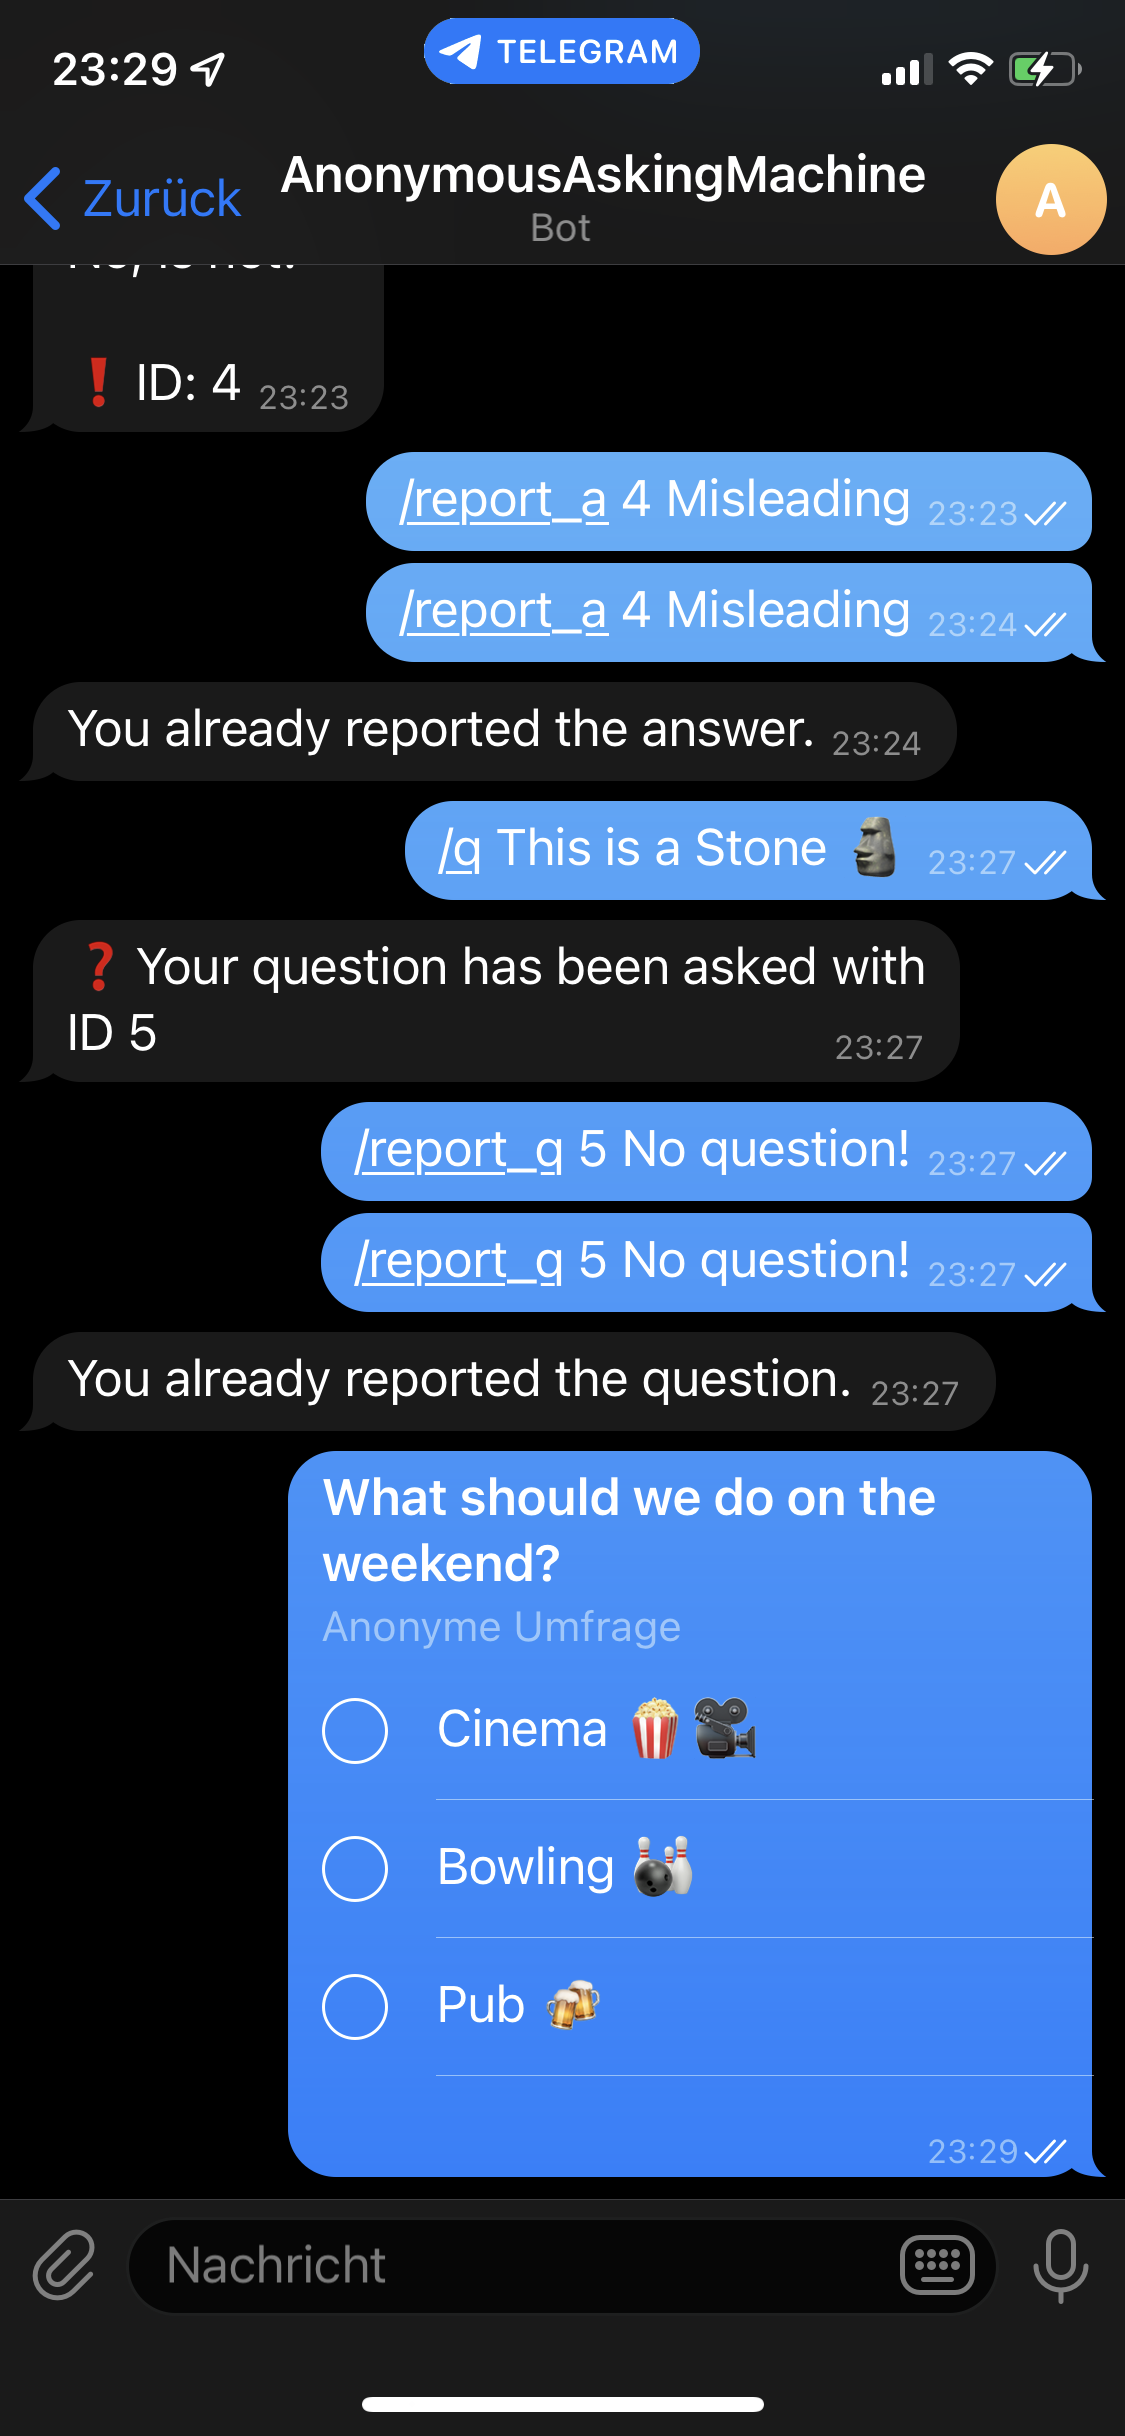 23:29
TELEGRAM
Zurück
AnonymousAskingMachine
Bot
A
❗ ID: 4 23:23
/report_a 4 Misleading 23:23
/report_a 4 Misleading 23:24
You already reported the answer. 23:24
/q This is a Stone 🗿 23:27
❓ Your question has been asked with
ID 5 23:27
/report_q 5 No question! 23:27
/report_q 5 No question! 23:27
You already reported the question. 23:27
What should we do on the
weekend?
Anonyme Umfrage
Cinema 🍿🎥
Bowling 🎳
Pub 🍻
23:29
Nachricht